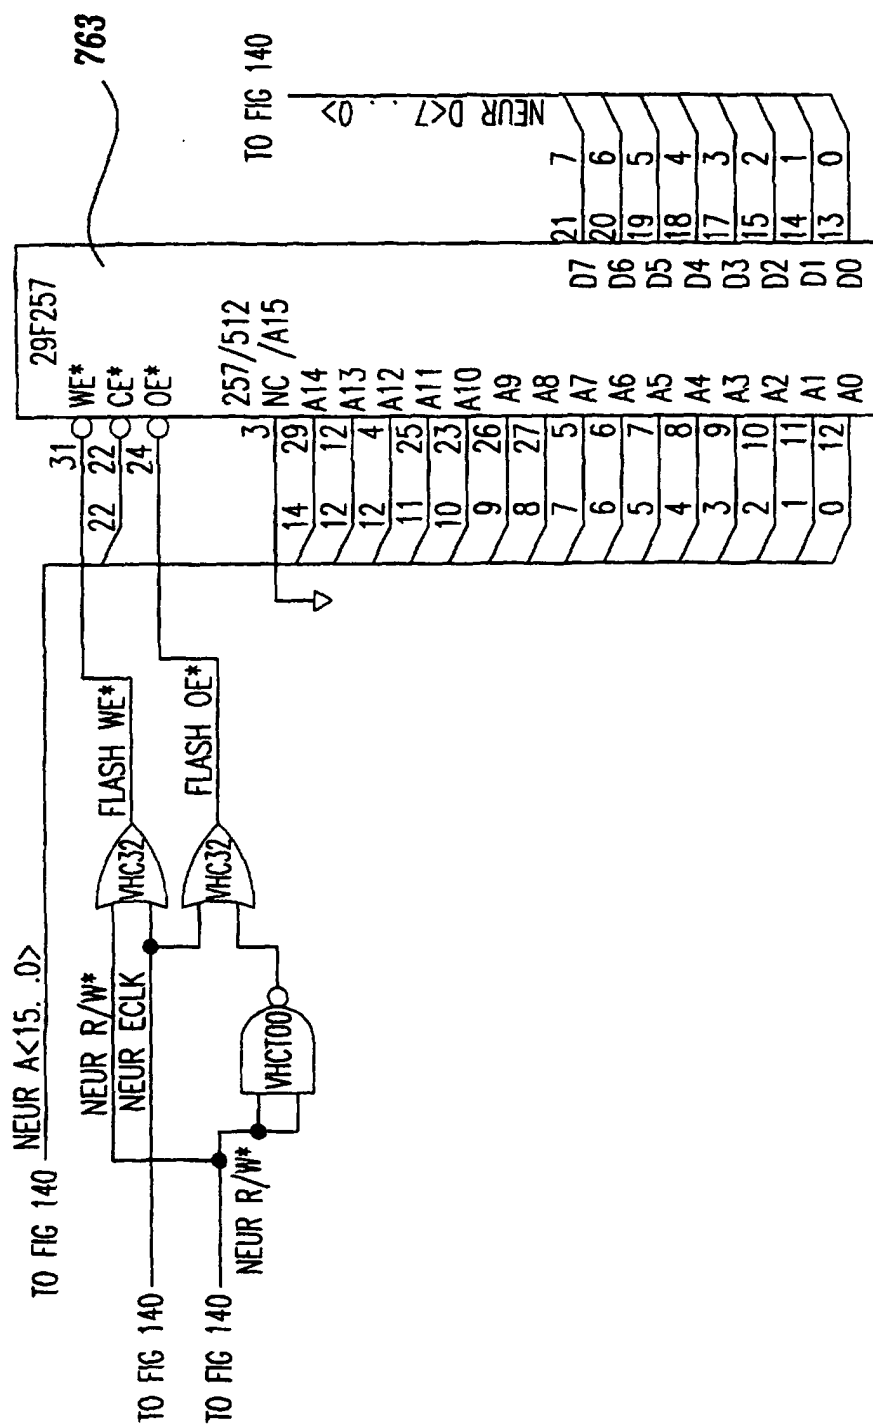 TO FIG 140 NEUR A<15. .0>
TO FIG 140
TO FIG 140
NEUR R/W*
NEUR ECLK
NEUR R/W*
VHCT00
VHC32
VHC32
FLASH WE*
FLASH OE*
763
29F257
31 WE*
22 22 CE*
24 OE*
257/512
3 NC /A15
14 29 A14
12 12 A13
12 4 A12
11 25 A11
10 23 A10
9 26 A9
8 27 A8
7 5 A7
6 6 A6
5 7 A5
4 8 A4
3 9 A3
2 10 A2
1 11 A1
0 12 A0
D7 21 7
D6 20 6
D5 19 5
D4 18 4
D3 17 3
D2 15 2
D1 14 1
D0 13 0
TO FIG 140
NEUR D<7. . 0>